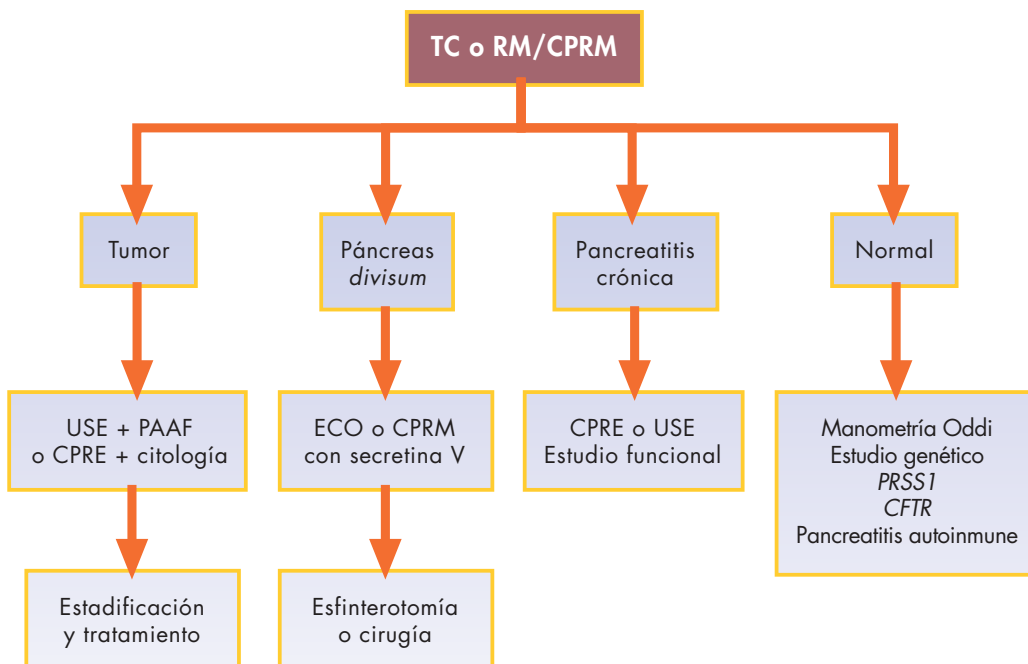 TC o RM/CPRM
Tumor
Páncreas
divisum
Pancreatitis
crónica
Normal
USE + PAAF
o CPRE + citología
ECO o CPRM
con secretina V
CPRE o USE
Estudio funcional
Manometría Oddi
Estudio genético
PRSS1
CFTR
Pancreatitis autoinmune
Estadificación
y tratamiento
Esfinterotomía
o cirugía